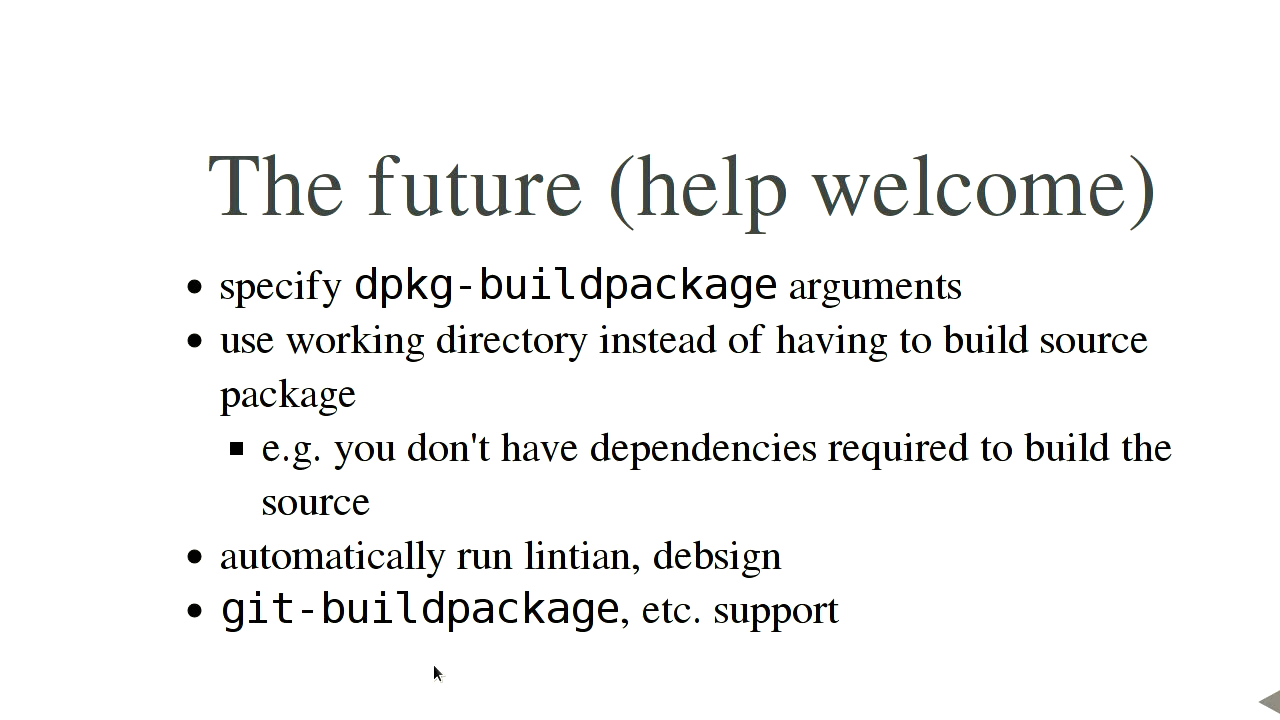 The future (help welcome)
specify dpkg-buildpackage arguments
use working directory instead of having to build source
package
e.g. you don't have dependencies required to build the
source
automatically run lintian, debsign
git-buildpackage, etc. support